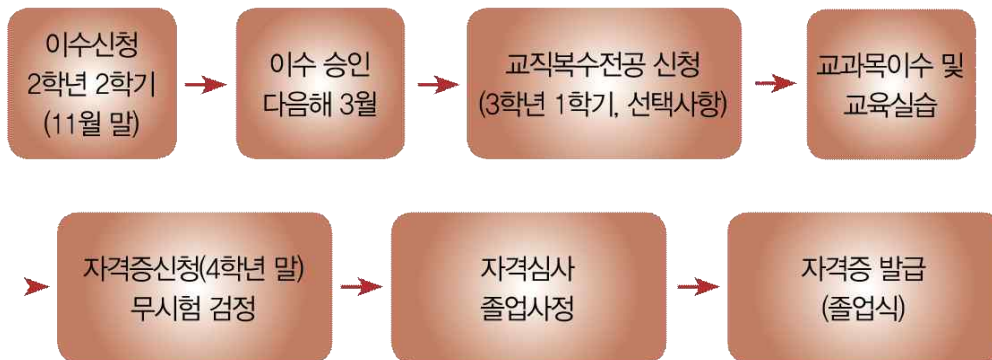 이수신청
2학년 2학기
(11월 말)
이수 승인
다음해 3월
교직복수전공 신청
(3학년 1학기, 선택사항)
교과목이수 및
교육실습
자격증신청(4학년 말)
무시험 검정
자격심사
졸업사정
자격증 발급
(졸업식)